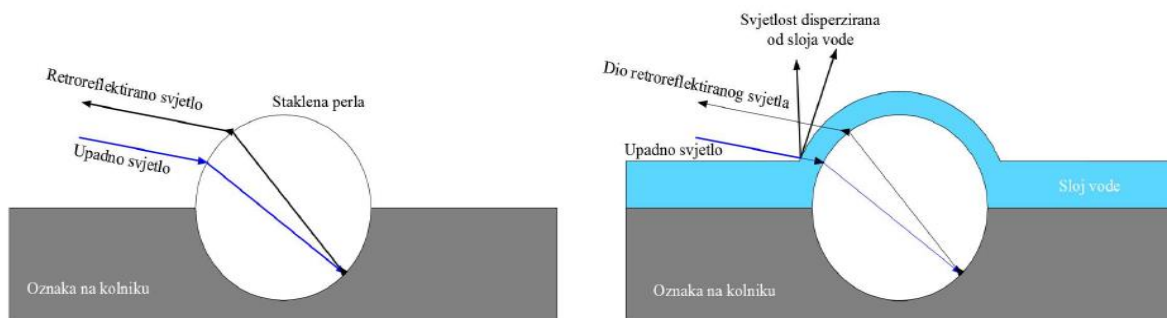 Retroreflektirano svjetlo
Staklena perla
Upadno svjetlo
Oznaka na kolniku
Svjetlost disperzirana
od sloja vode
Dio retroreflektiranog svjetla
Upadno svjetlo
Sloj vode
Oznaka na kolniku